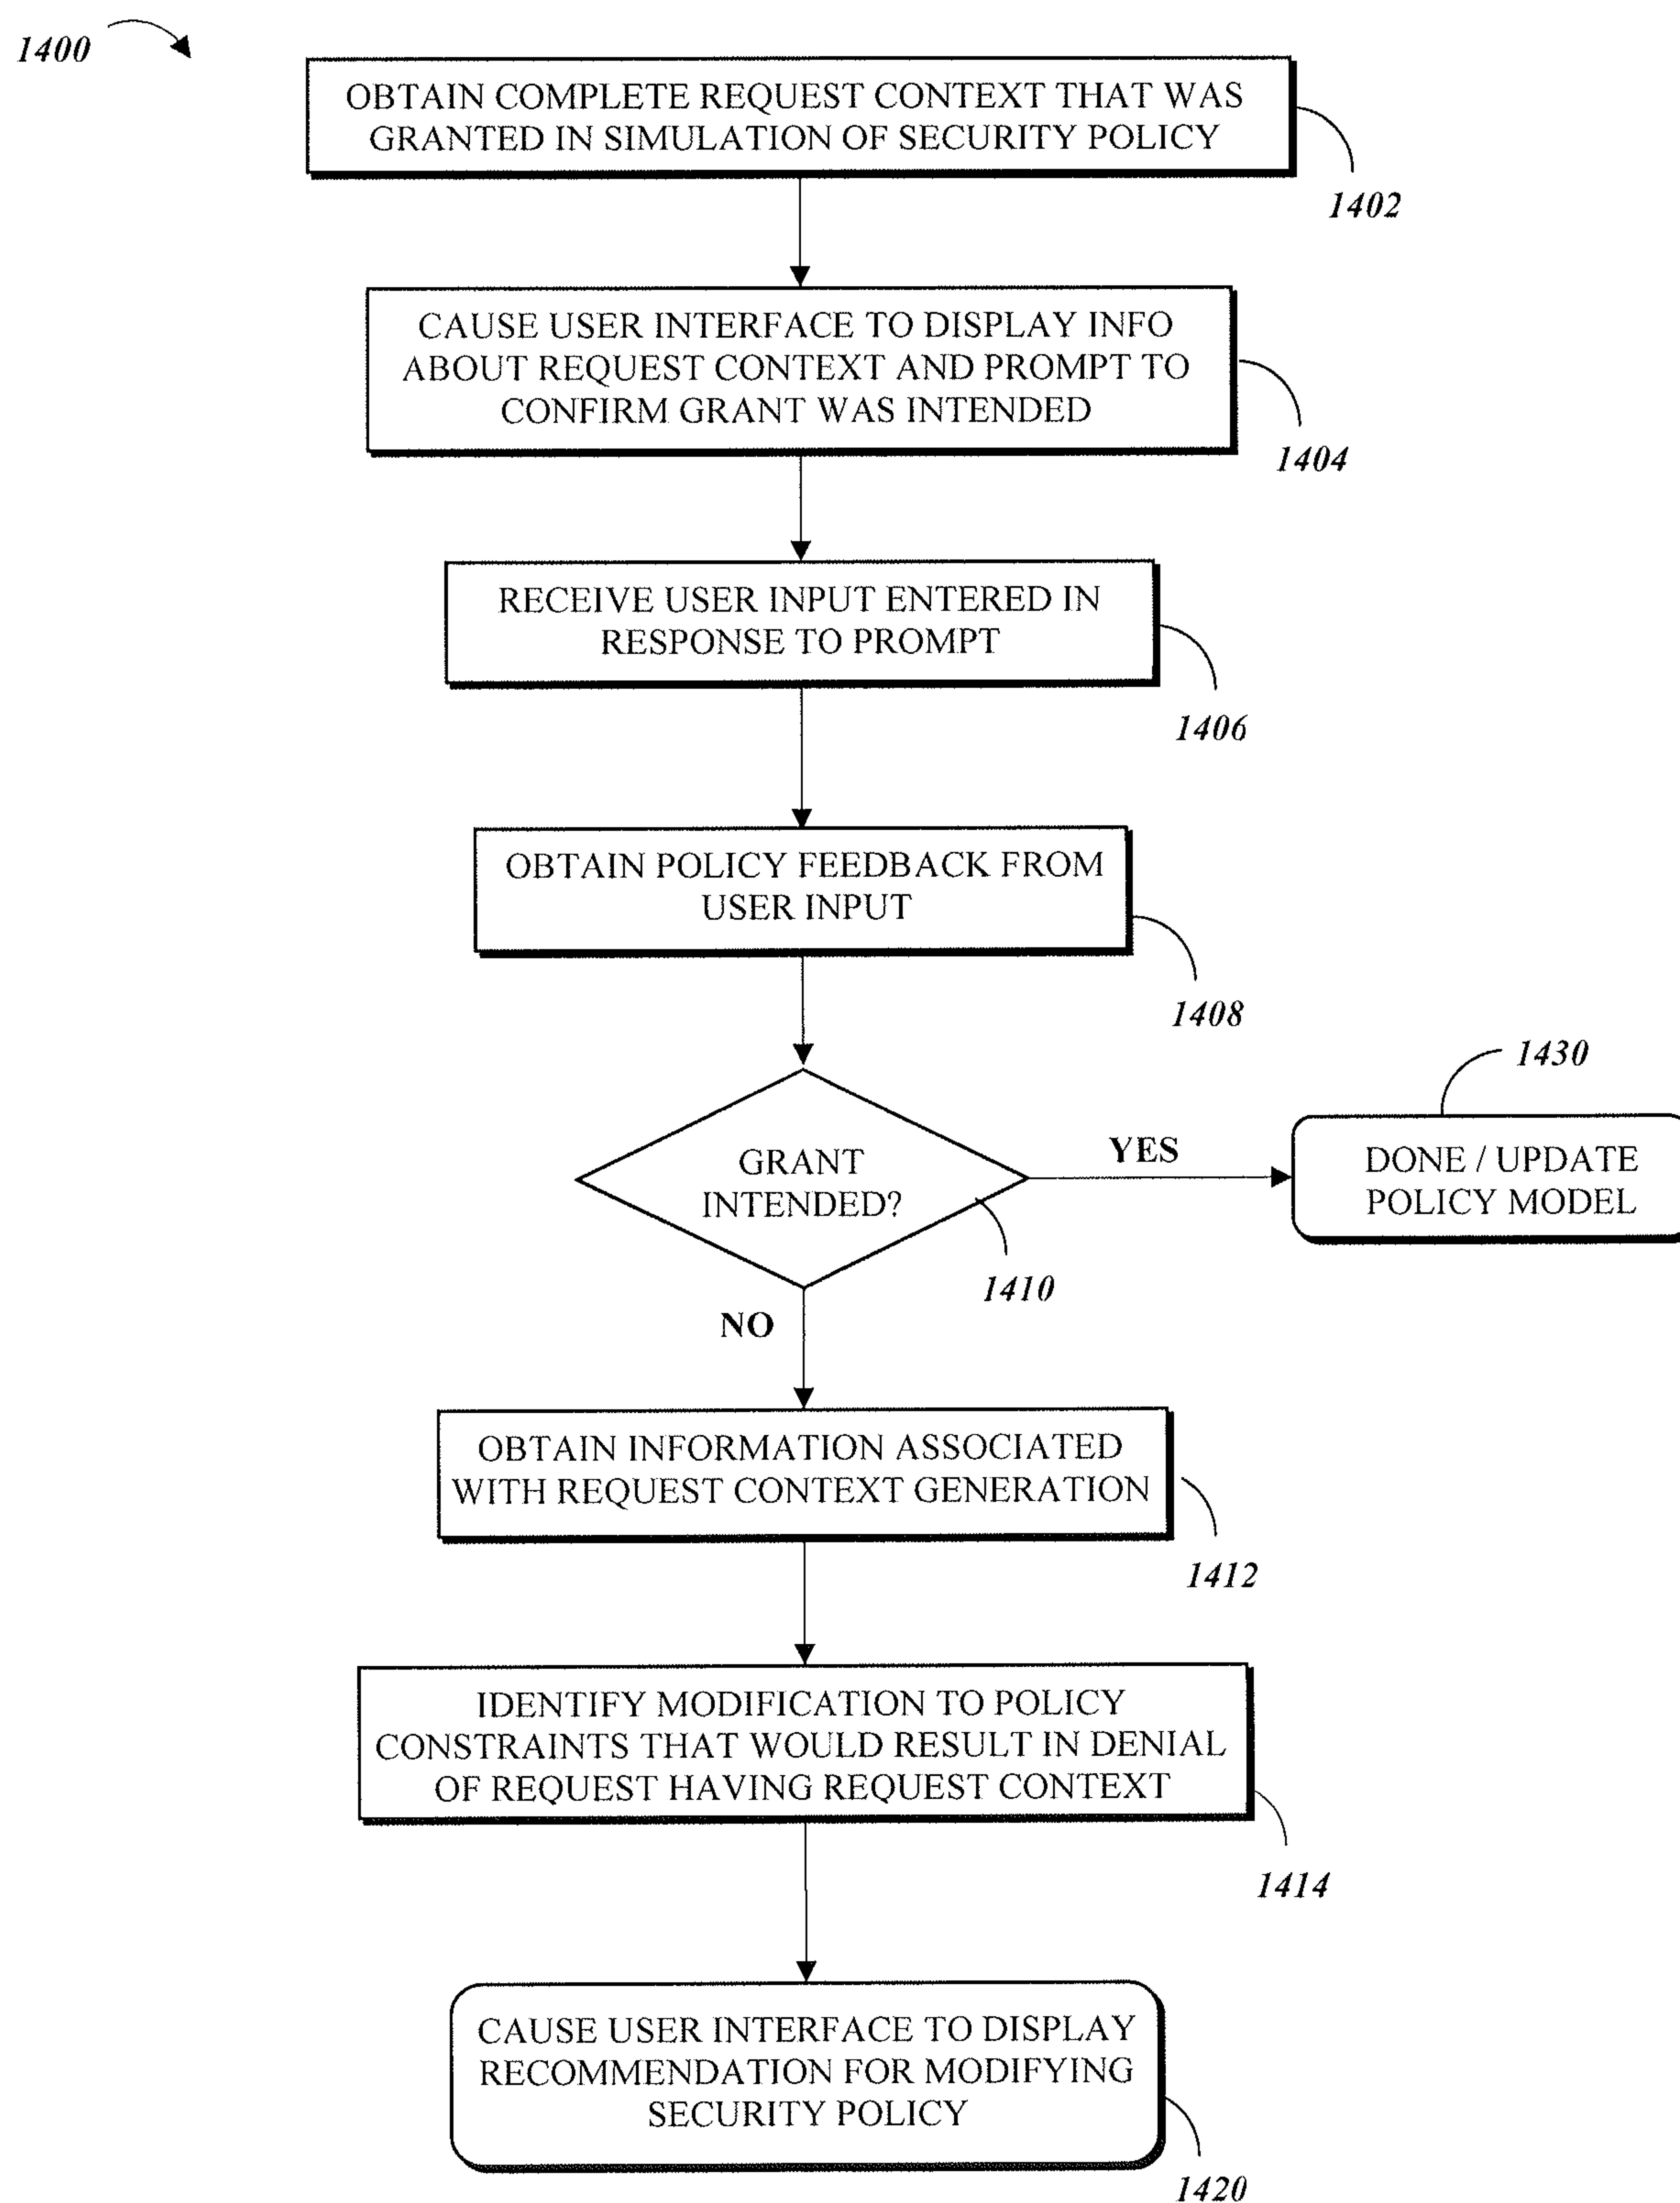 1400
OBTAIN COMPLETE REQUEST CONTEXT THAT WAS
GRANTED IN SIMULATION OF SECURITY POLICY
1402
CAUSE USER INTERFACE TO DISPLAY INFO
ABOUT REQUEST CONTEXT AND PROMPT TO
CONFIRM GRANT WAS INTENDED
1404
RECEIVE USER INPUT ENTERED IN
RESPONSE TO PROMPT
1406
OBTAIN POLICY FEEDBACK FROM
USER INPUT
1408
GRANT
INTENDED?
1410
YES
1430
DONE / UPDATE
POLICY MODEL
NO
OBTAIN INFORMATION ASSOCIATED
WITH REQUEST CONTEXT GENERATION
1412
IDENTIFY MODIFICATION TO POLICY
CONSTRAINTS THAT WOULD RESULT IN DENIAL
OF REQUEST HAVING REQUEST CONTEXT
1414
CAUSE USER INTERFACE TO DISPLAY
RECOMMENDATION FOR MODIFYING
SECURITY POLICY
1420